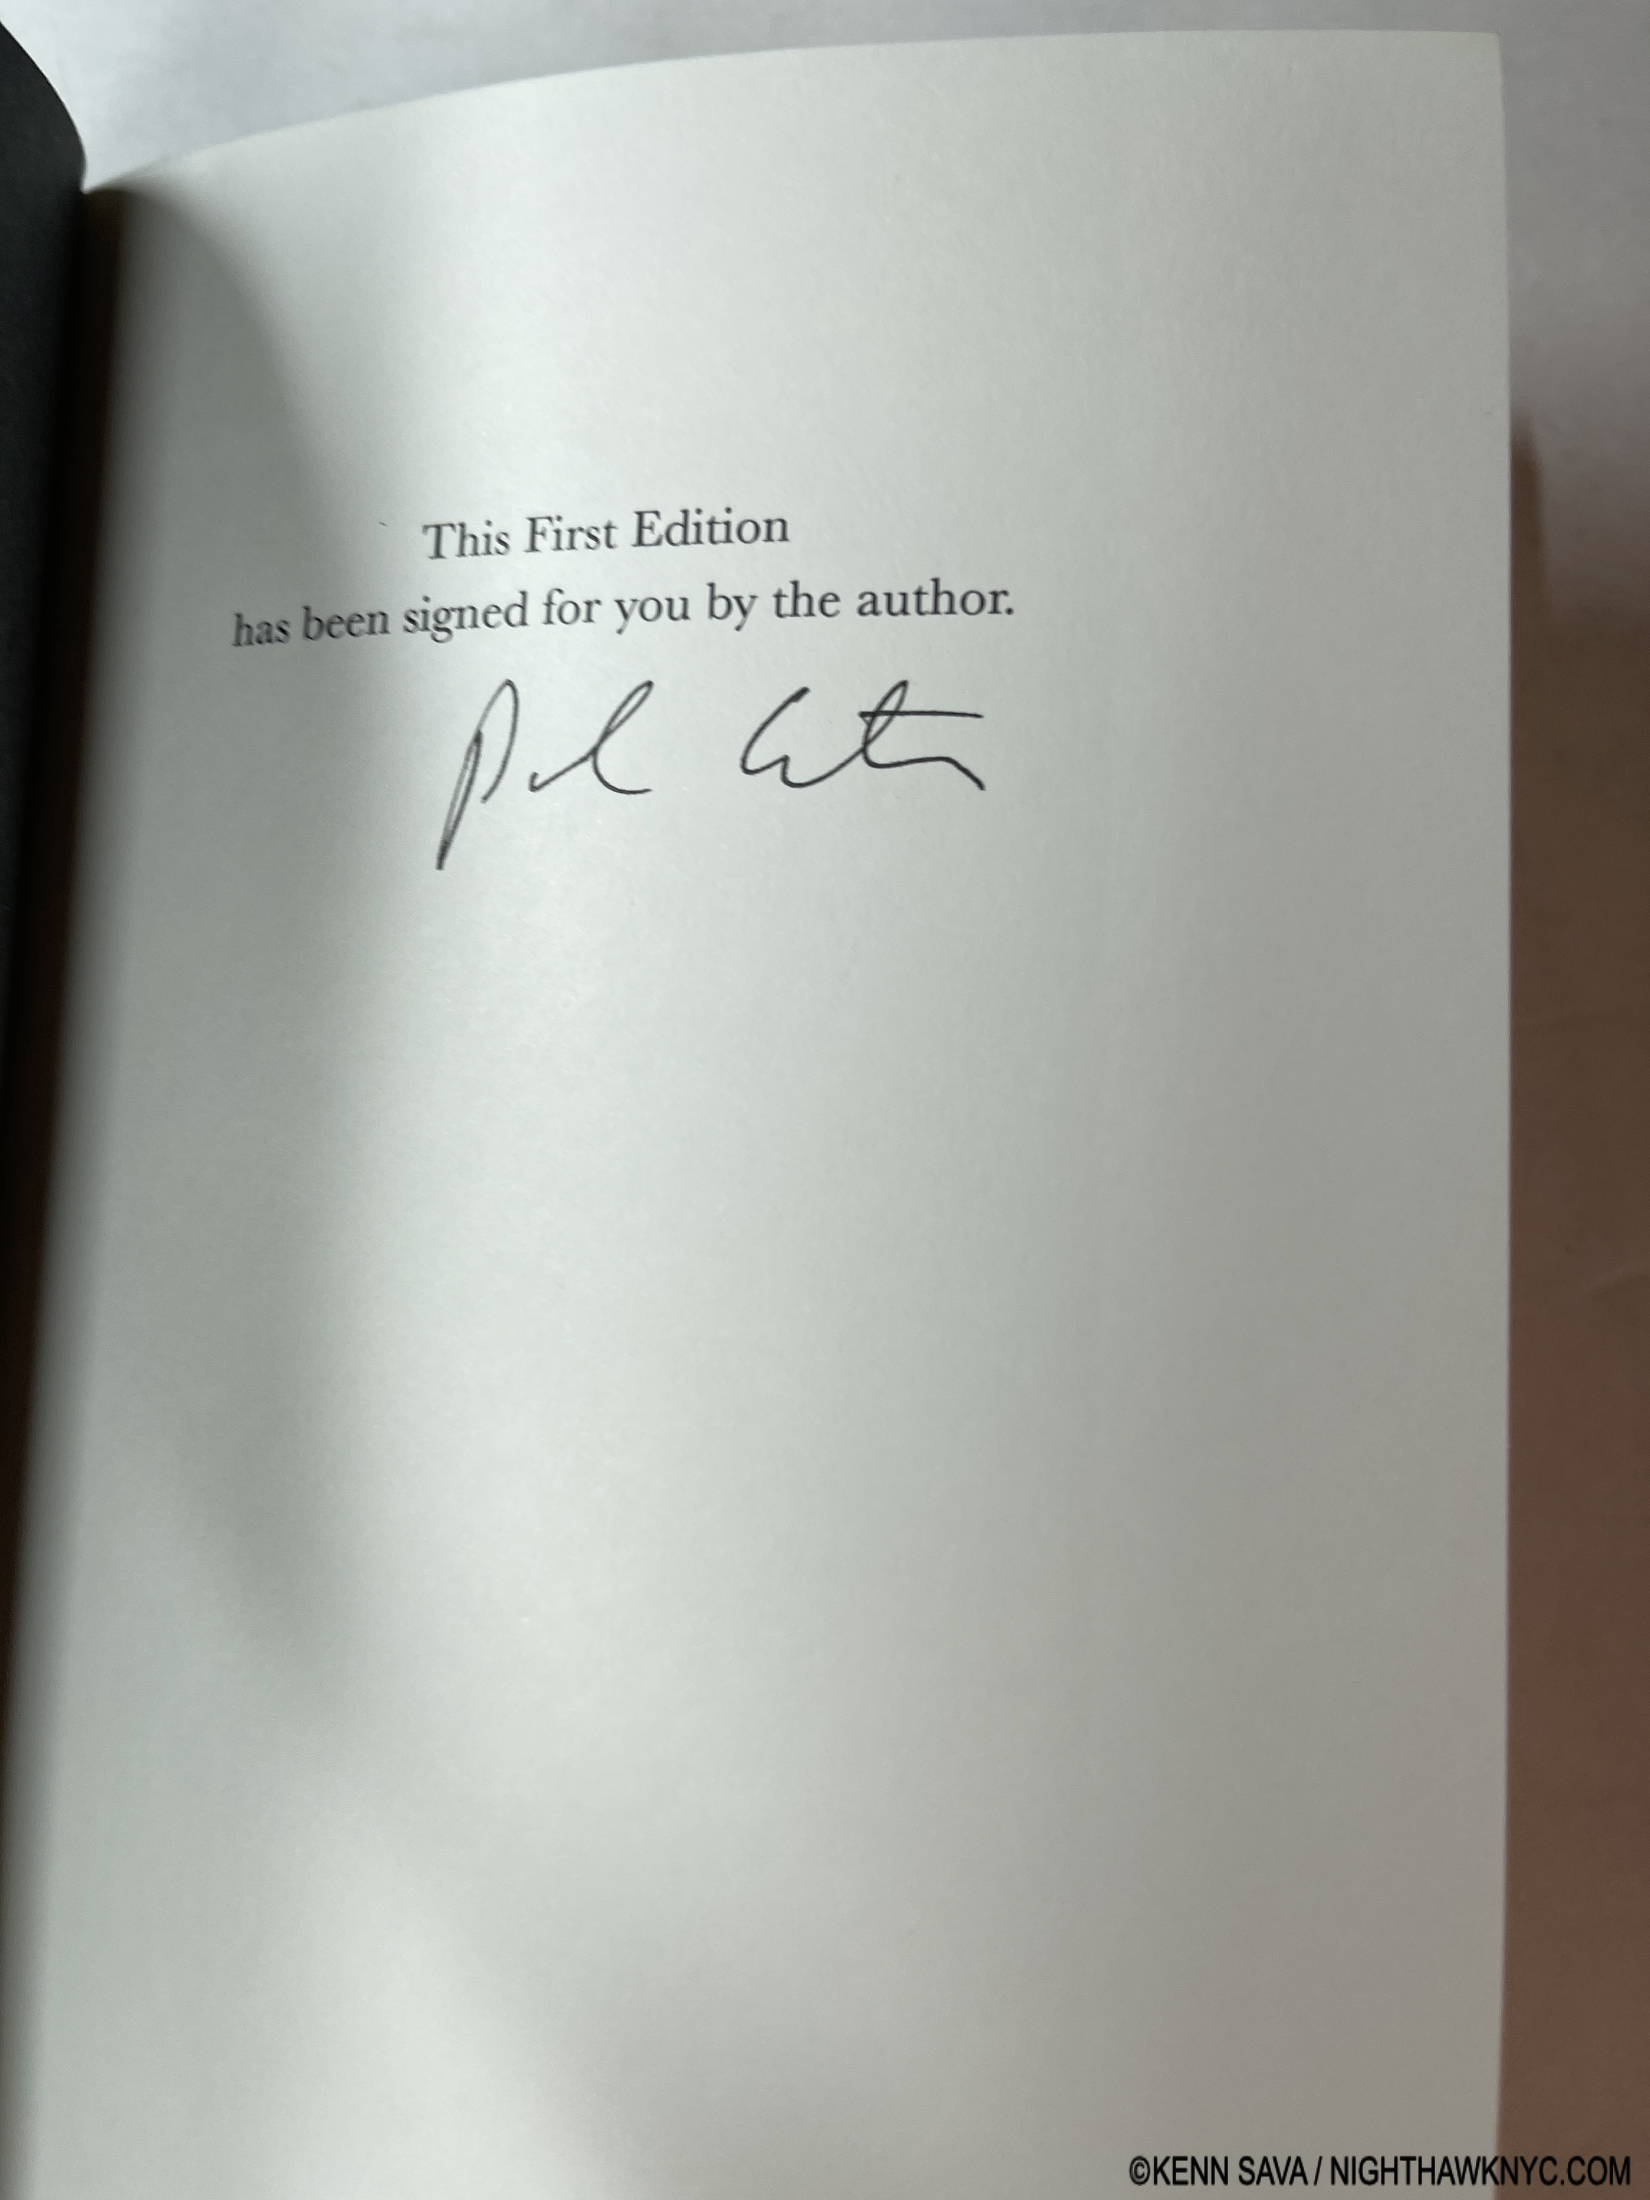 This First Edition
has been signed for you by the author.
©KENN SAVA / NIGHTHAWKNYC.COM